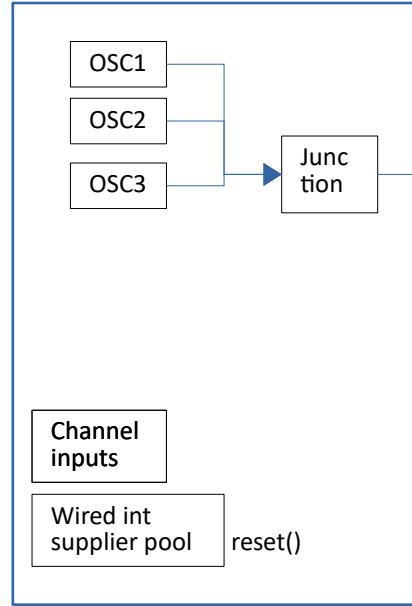 OSC1
OSC2
OSC3
Junc
tion
Channel
inputs
Wired int
supplier pool
reset()